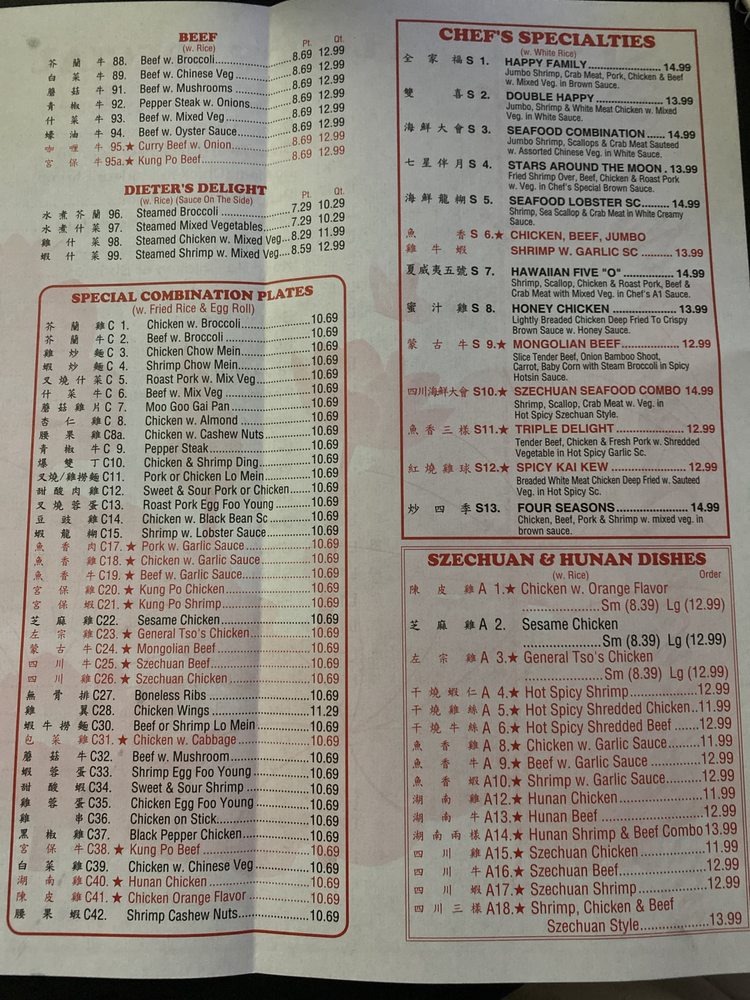 BEEF
(w. Rice)
Pt. Qt.
芥蘭牛 88. Beef w. Broccoli 8.69 12.99
白菜牛 89. Beef w. Chinese Veg 8.69 12.99
蘑菇牛 91. Beef w. Mushrooms 8.69 12.99
青椒牛 92. Pepper Steak w. Onions 8.69 12.99
什菜牛 93. Beef w. Mixed Veg 8.69 12.99
蠔油牛 94. Beef w. Oyster Sauce 8.69 12.99
咖喱牛 95.★ Curry Beef w. Onion 8.69 12.99
宮保牛 95a.★ Kung Po Beef 8.69 12.99
DIETER'S DELIGHT
(w. Rice) (Sauce On The Side)
Pt. Qt.
水煮芥蘭 96. Steamed Broccoli 7.29 10.29
水煮什菜 97. Steamed Mixed Vegetables 7.29 10.29
雞什菜 98. Steamed Chicken w. Mixed Veg 8.29 11.99
蝦什菜 99. Steamed Shrimp w. Mixed Veg 8.59 12.99
SPECIAL COMBINATION PLATES
(w. Fried Rice & Egg Roll)
芥蘭雞 C 1. Chicken w. Broccoli 10.69
芥蘭牛 C 2. Beef w. Broccoli 10.69
雞炒麵 C 3. Chicken Chow Mein 10.69
蝦炒麵 C 4. Shrimp Chow Mein 10.69
叉燒什菜 C 5. Roast Pork w. Mix Veg 10.69
什菜牛 C 6. Beef w. Mix Veg 10.69
蘑菇雞片 C 7. Moo Goo Gai Pan 10.69
杏仁雞 C 8. Chicken w. Almond 10.69
腰果雞 C8a. Chicken w. Cashew Nuts 10.69
青椒牛 C 9. Pepper Steak 10.69
爆雙丁 C10. Chicken & Shrimp Ding 10.69
叉燒/雞撈麵 C11. Pork or Chicken Lo Mein 10.69
甜酸肉雞 C12. Sweet & Sour Pork or Chicken 10.69
叉燒蓉蛋 C13. Roast Pork Egg Foo Young 10.69
豆豉雞 C14. Chicken w. Black Bean Sc 10.69
蝦龍糊 C15. Shrimp w. Lobster Sauce 10.69
魚香肉 C17. ★ Pork w. Garlic Sauce 10.69
魚香雞 C18. ★ Chicken w. Garlic Sauce 10.69
魚香牛 C19. ★ Beef w. Garlic Sauce 10.69
宮保雞 C20. ★ Kung Po Chicken 10.69
宮保蝦 C21. ★ Kung Po Shrimp 10.69
芝麻雞 C22. Sesame Chicken 10.69
左宗雞 C23. ★ General Tso's Chicken 10.69
蒙古牛 C24. ★ Mongolian Beef 10.69
四川牛 C25. ★ Szechuan Beef 10.69
四川雞 C26. ★ Szechuan Chicken 10.69
無骨排 C27. Boneless Ribs 10.69
雞翼 C28. Chicken Wings 11.29
蝦牛撈麵 C30. Beef or Shrimp Lo Mein 10.69
包菜雞 C31. ★ Chicken w. Cabbage 10.69
蘑菇牛 C32. Beef w. Mushroom 10.69
蝦蓉蛋 C33. Shrimp Egg Foo Young 10.69
甜酸蝦 C34. Sweet & Sour Shrimp 10.69
雞蓉蛋 C35. Chicken Egg Foo Young 10.69
雞串 C36. Chicken on Stick 10.69
黑椒雞 C37. Black Pepper Chicken 10.69
宮保牛 C38. ★ Kung Po Beef 10.69
白菜雞 C39. Chicken w. Chinese Veg 10.69
湖南雞 C40. ★ Hunan Chicken 10.69
陳皮雞 C41. ★ Chicken Orange Flavor 10.69
腰果蝦 C42. Shrimp Cashew Nuts 10.69
CHEF'S SPECIALTIES
(w. White Rice)
全家福 S 1. HAPPY FAMILY 14.99
Jumbo Shrimp, Crab Meat, Pork, Chicken & Beef
w. Mixed Veg. in Brown Sauce.
雙喜 S 2. DOUBLE HAPPY 13.99
Jumbo, Shrimp & White Meat Chicken w. Mixed
Veg. in White Sauce.
海鮮大會 S 3. SEAFOOD COMBINATION 14.99
Jumbo Shrimp, Scallops & Crab Meat Sauteed
w. Assorted Chinese Veg. in White Sauce.
七星伴月 S 4. STARS AROUND THE MOON 13.99
Fried Shrimp Over, Beef, Chicken & Roast Pork
w. Veg. in Chef's Special Brown Sauce.
海鮮龍糊 S 5. SEAFOOD LOBSTER SC 14.99
Shrimp, Sea Scallop & Crab Meat in White Creamy
Sauce.
魚香 S 6.★ CHICKEN, BEEF, JUMBO
雞牛蝦 SHRIMP W. GARLIC SC 13.99
夏威夷五號 S 7. HAWAIIAN FIVE "O" 14.99
Shrimp, Scallop, Chicken & Roast Pork, Beef &
Crab Meat with Mixed Veg. in Chef's A1 Sauce.
蜜汁雞 S 8. HONEY CHICKEN 13.99
Lightly Breaded Chicken Deep Fried To Crispy
Brown Sauce w. Honey Sauce.
蒙古牛 S 9.★ MONGOLIAN BEEF 12.99
Slice Tender Beef, Onion Bamboo Shoot,
Carrot, Baby Corn with Steam Broccoli in Spicy
Hotsin Sauce.
四川海鮮大會 S10.★ SZECHUAN SEAFOOD COMBO 14.99
Shrimp, Scallop, Crab Meat w. Veg. in
Hot Spicy Szechuan Style.
魚香三樣 S11.★ TRIPLE DELIGHT 12.99
Tender Beef, Chicken & Fresh Pork w. Shredded
Vegetable in Hot Spicy Garlic Sc.
紅燒雞球 S12.★ SPICY KAI KEW 12.99
Breaded White Meat Chicken Deep Fried w. Sauteed
Veg. in Hot Spicy Sc.
炒四季 S13. FOUR SEASONS 14.99
Chicken, Beef, Pork & Shrimp w. mixed veg. in
brown sauce.
SZECHUAN & HUNAN DISHES
(w. Rice)
Order
陳皮雞 A 1.★ Chicken w. Orange Flavor
Sm (8.39) Lg (12.99)
芝麻雞 A 2. Sesame Chicken
Sm (8.39) Lg (12.99)
左宗雞 A 3.★ General Tso's Chicken
Sm (8.39) Lg (12.99)
干燒蝦仁 A 4.★ Hot Spicy Shrimp 12.99
干燒雞絲 A 5.★ Hot Spicy Shredded Chicken 11.99
干燒牛絲 A 6.★ Hot Spicy Shredded Beef 12.99
魚香雞 A 8.★ Chicken w. Garlic Sauce 11.99
魚香牛 A 9.★ Beef w. Garlic Sauce 12.99
魚香蝦 A10.★ Shrimp w. Garlic Sauce 12.99
湖南雞 A12.★ Hunan Chicken 11.99
湖南牛 A13.★ Hunan Beef 12.99
湖南兩樣 A14.★ Hunan Shrimp & Beef Combo 13.99
四川雞 A15.★ Szechuan Chicken 11.99
四川牛 A16.★ Szechuan Beef 12.99
四川蝦 A17.★ Szechuan Shrimp 12.99
四川三樣 A18.★ Shrimp, Chicken & Beef
Szechuan Style 13.99